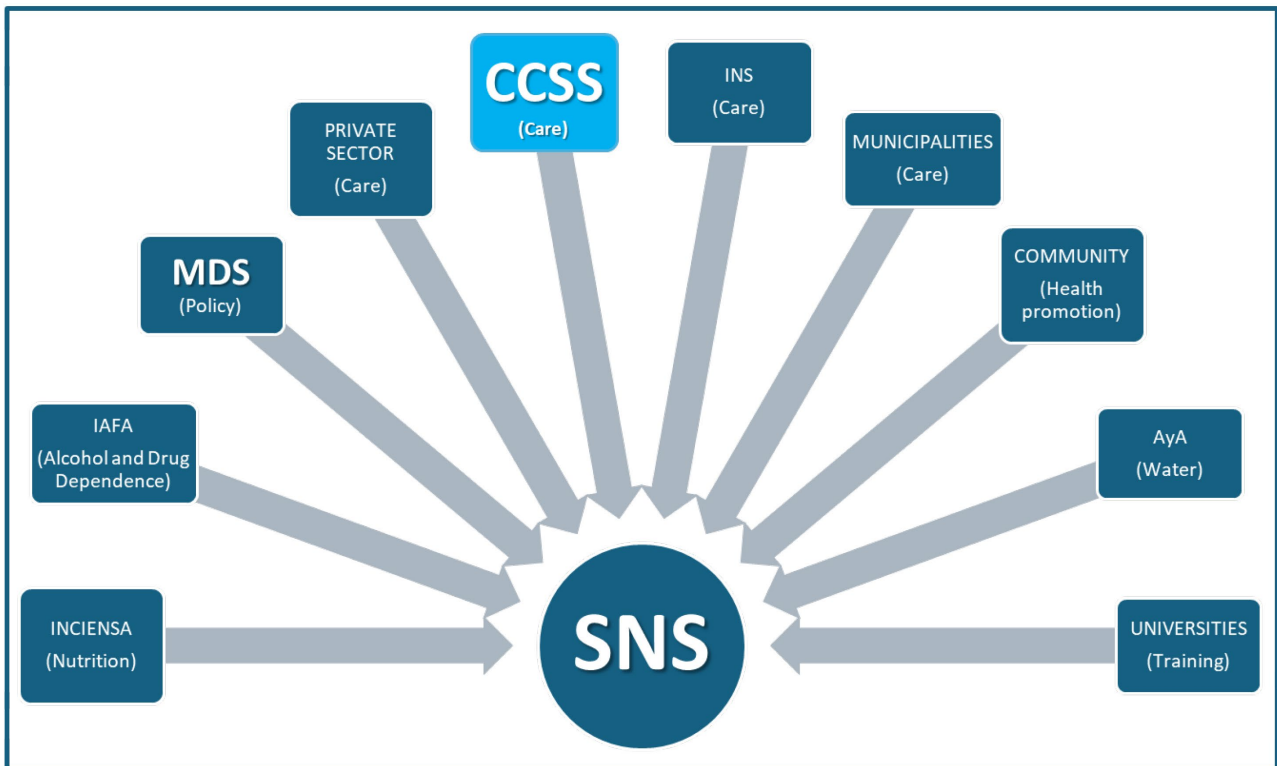 CCSS
(Care)
INS
(Care)
PRIVATE
SECTOR
(Care)
MUNICIPALITIES
(Care)
MDS
(Policy)
COMMUNITY
(Health
promotion)
IAFA
(Alcohol and Drug
Dependence)
AyA
(Water)
INCIENSA
(Nutrition)
SNS
UNIVERSITIES
(Training)